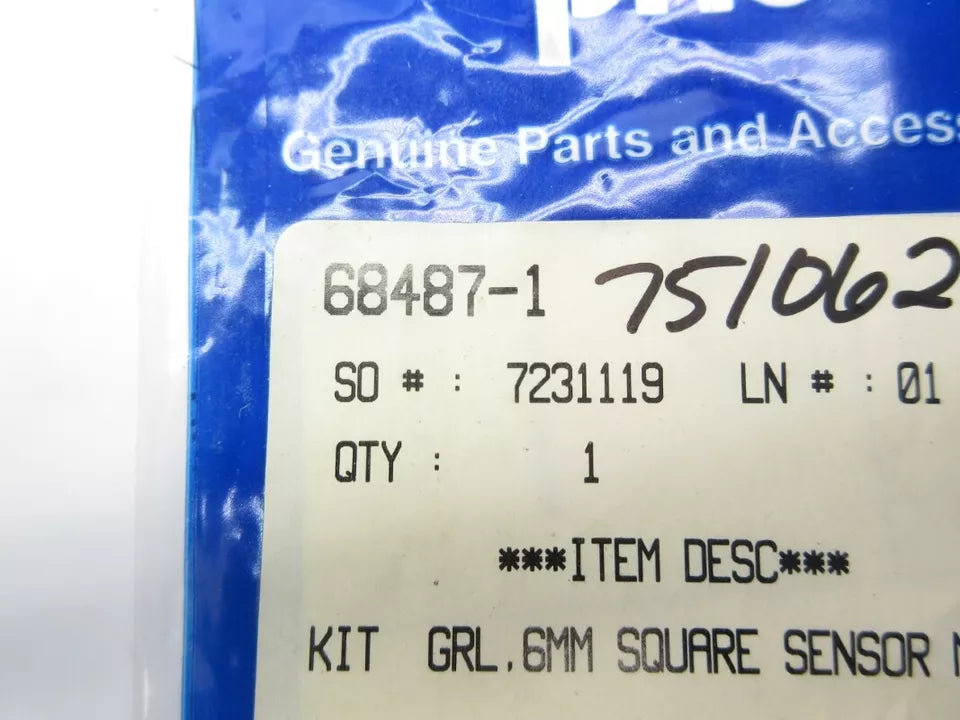 Genuine Parts and Access
68487-1 751062
SO # : 7231119 LN # : 01
QTY : 1
***ITEM DESC***
KIT GRL,6MM SQUARE SENSOR